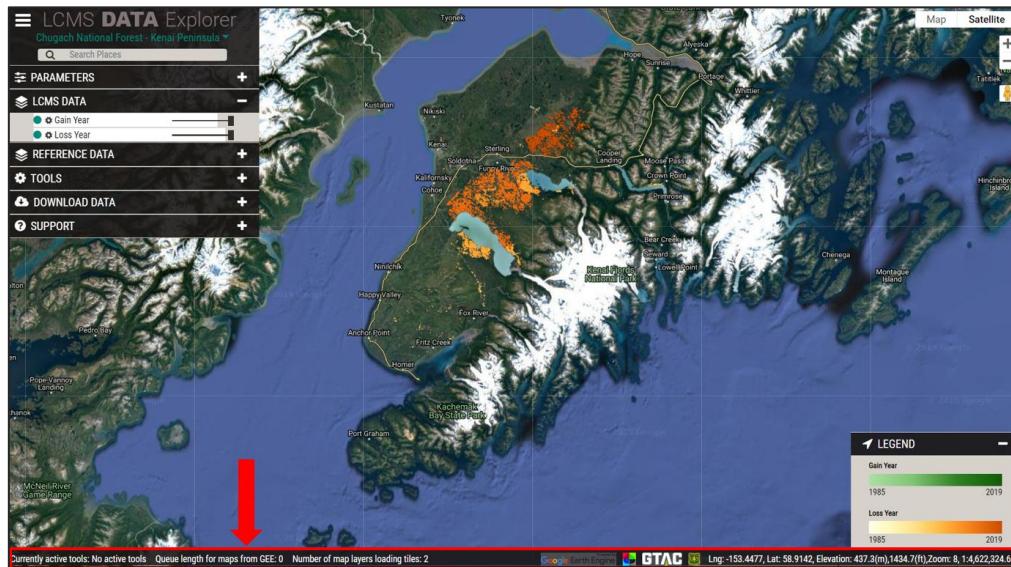 LCMS DATA Explorer
Chugach National Forest - Kenai Peninsula
Search Places
PARAMETERS +
LCMS DATA −
Gain Year
Loss Year
REFERENCE DATA +
TOOLS +
DOWNLOAD DATA +
SUPPORT +
Map Satellite
+
−
Tyonek
Alyeska
Hope
Sunrise
Portage
Whittier
Tatitlek
Kustatan
Nikiski
Kenai
Sterling
Soldotna
Funny River
Cooper
Landing
Moose Pass
Crown Point
Kalifornsky
Cohoe
Primrose
Hinchinbro
Island
Bear Creek
Seward
Lowell Point
Chenega
Ninilchik
Kenai Fjords
National Park
Montague
Island
Happy Valley
Fox River
Pedro Bay
Anchor Point
Fritz Creek
Homer
Pope-Vannoy
Landing
Kachemak
Bay State Park
Port Graham
McNeil River
Game Range
LEGEND −
Gain Year
1985 2019
Loss Year
1985 2019
Currently active tools: No active tools Queue length for maps from GEE: 0 Number of map layers loading tiles: 2 Google Earth Engine GTAC Lng: -153.4477, Lat: 58.9142, Elevation: 437.3(m),1434.7(ft),Zoom: 8, 1:4,622,324.6